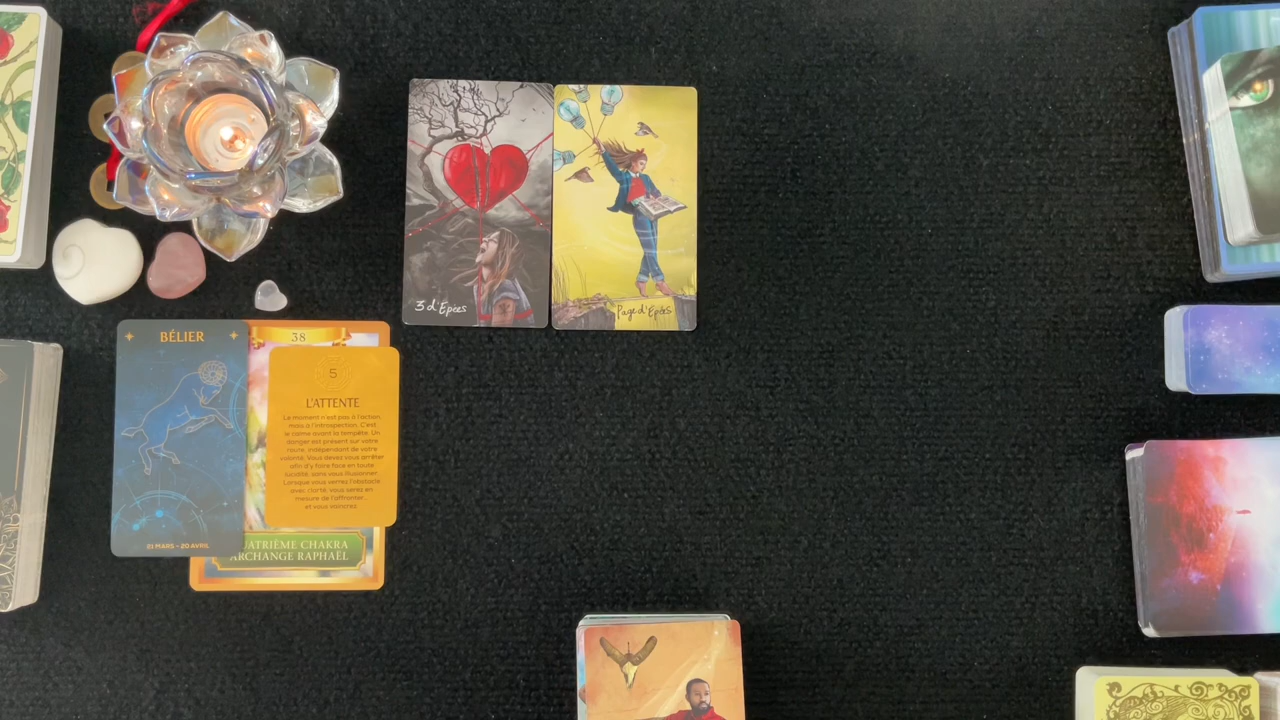 3 d'Epées
Page d'Epées
BÉLIER
21 MARS - 20 AVRIL
38
5
L'ATTENTE
Le moment n'est pas à l'action,
mais à l'introspection. C'est
le calme avant la tempête. Un
danger est présent sur votre
route, indépendant de votre
volonté. Vous devez vous arrêter
afin d'y faire face en toute
lucidité, sans vous illusionner.
Lorsque vous verrez l'obstacle
avec clarté, vous serez en
mesure de l'affronter...
et vous vaincrez.
ATRIÈME CHAKRA
ARCHANGE RAPHAËL